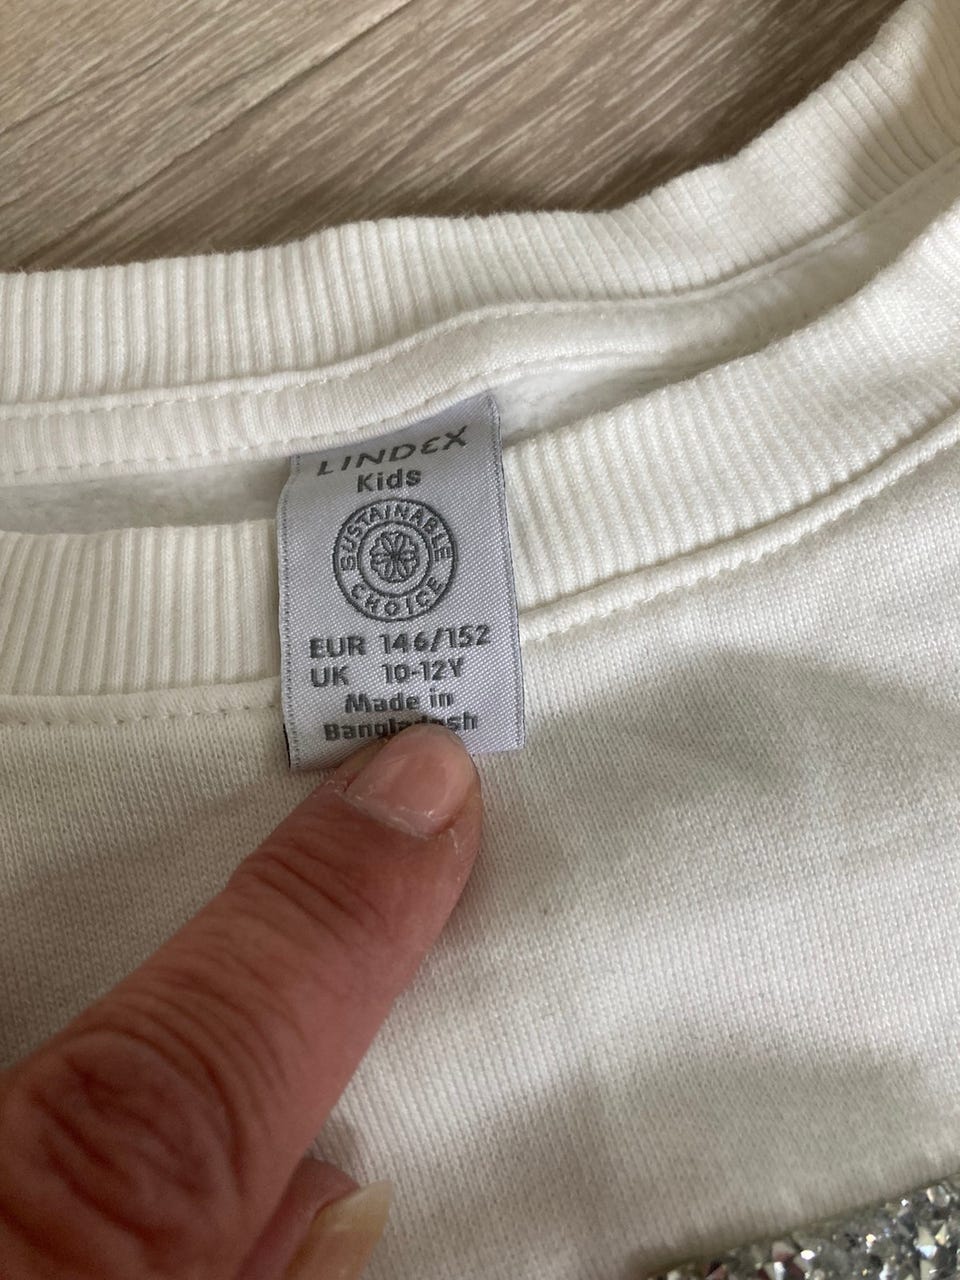 LINDEX
Kids
SUSTAINABLE
CHOICE
EUR 146/152
UK 10-12Y
Made in
Bangladesh